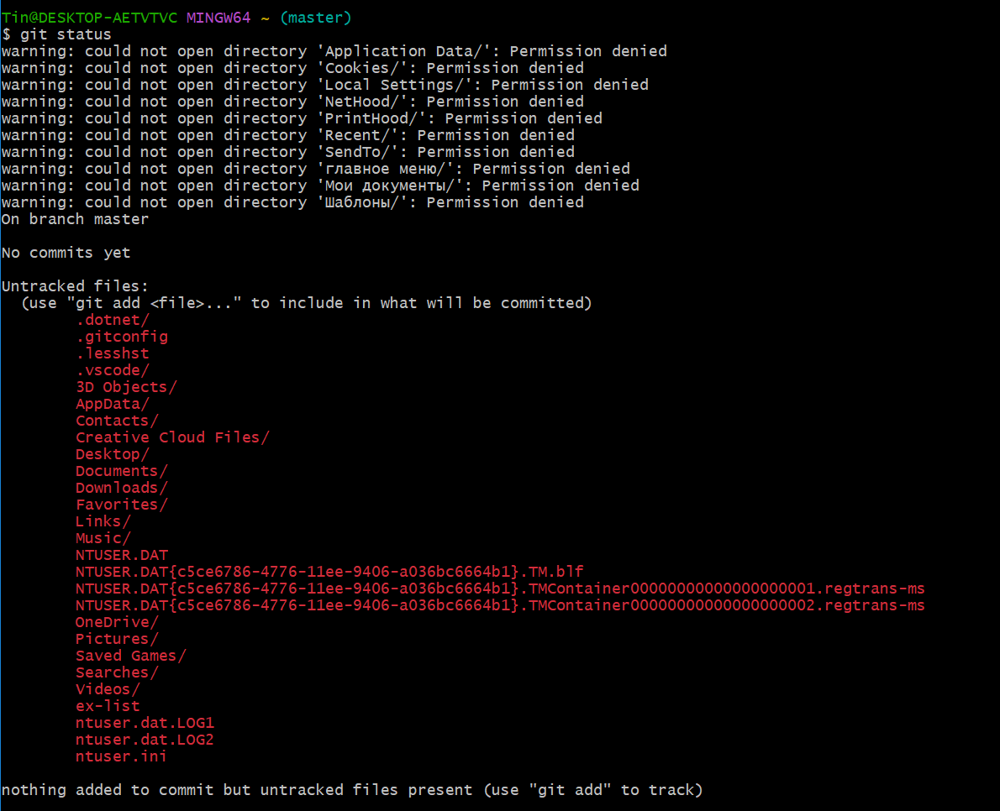 Tin@DESKTOP-AETVTVC MINGW64 ~ (master)
$ git status
warning: could not open directory 'Application Data/': Permission denied
warning: could not open directory 'Cookies/': Permission denied
warning: could not open directory 'Local Settings/': Permission denied
warning: could not open directory 'NetHood/': Permission denied
warning: could not open directory 'PrintHood/': Permission denied
warning: could not open directory 'Recent/': Permission denied
warning: could not open directory 'SendTo/': Permission denied
warning: could not open directory 'главное меню/': Permission denied
warning: could not open directory 'Мои документы/': Permission denied
warning: could not open directory 'Шаблоны/': Permission denied
On branch master
No commits yet
Untracked files:
(use "git add <file>..." to include in what will be committed)
.dotnet/
.gitconfig
.lesshst
.vscode/
3D Objects/
AppData/
Contacts/
Creative Cloud Files/
Desktop/
Documents/
Downloads/
Favorites/
Links/
Music/
NTUSER.DAT
NTUSER.DAT{c5ce6786-4776-11ee-9406-a036bc6664b1}.TM.blf
NTUSER.DAT{c5ce6786-4776-11ee-9406-a036bc6664b1}.TMContainer00000000000000000001.regtrans-ms
NTUSER.DAT{c5ce6786-4776-11ee-9406-a036bc6664b1}.TMContainer00000000000000000002.regtrans-ms
OneDrive/
Pictures/
Saved Games/
Searches/
Videos/
ex-list
ntuser.dat.LOG1
ntuser.dat.LOG2
ntuser.ini
nothing added to commit but untracked files present (use "git add" to track)